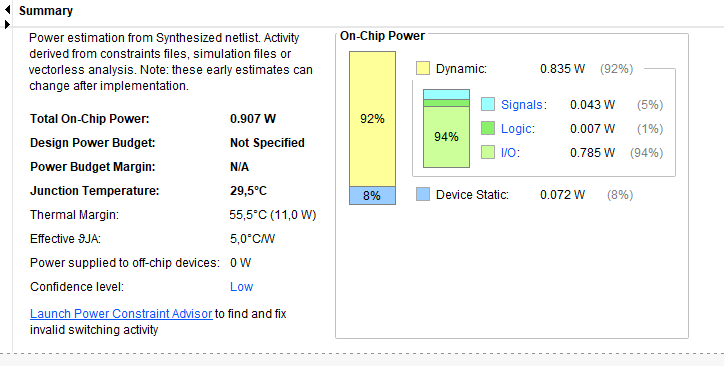 Summary
Power estimation from Synthesized netlist. Activity
derived from constraints files, simulation files or
vectorless analysis. Note: these early estimates can
change after implementation.
Total On-Chip Power: 0.907 W
Design Power Budget: Not Specified
Power Budget Margin: N/A
Junction Temperature: 29,5°C
Thermal Margin: 55,5°C (11,0 W)
Effective ϑJA: 5,0°C/W
Power supplied to off-chip devices: 0 W
Confidence level: Low
Launch Power Constraint Advisor to find and fix
invalid switching activity
On-Chip Power
92%
8%
Dynamic: 0.835 W (92%)
94%
Signals: 0.043 W (5%)
Logic: 0.007 W (1%)
I/O: 0.785 W (94%)
Device Static: 0.072 W (8%)